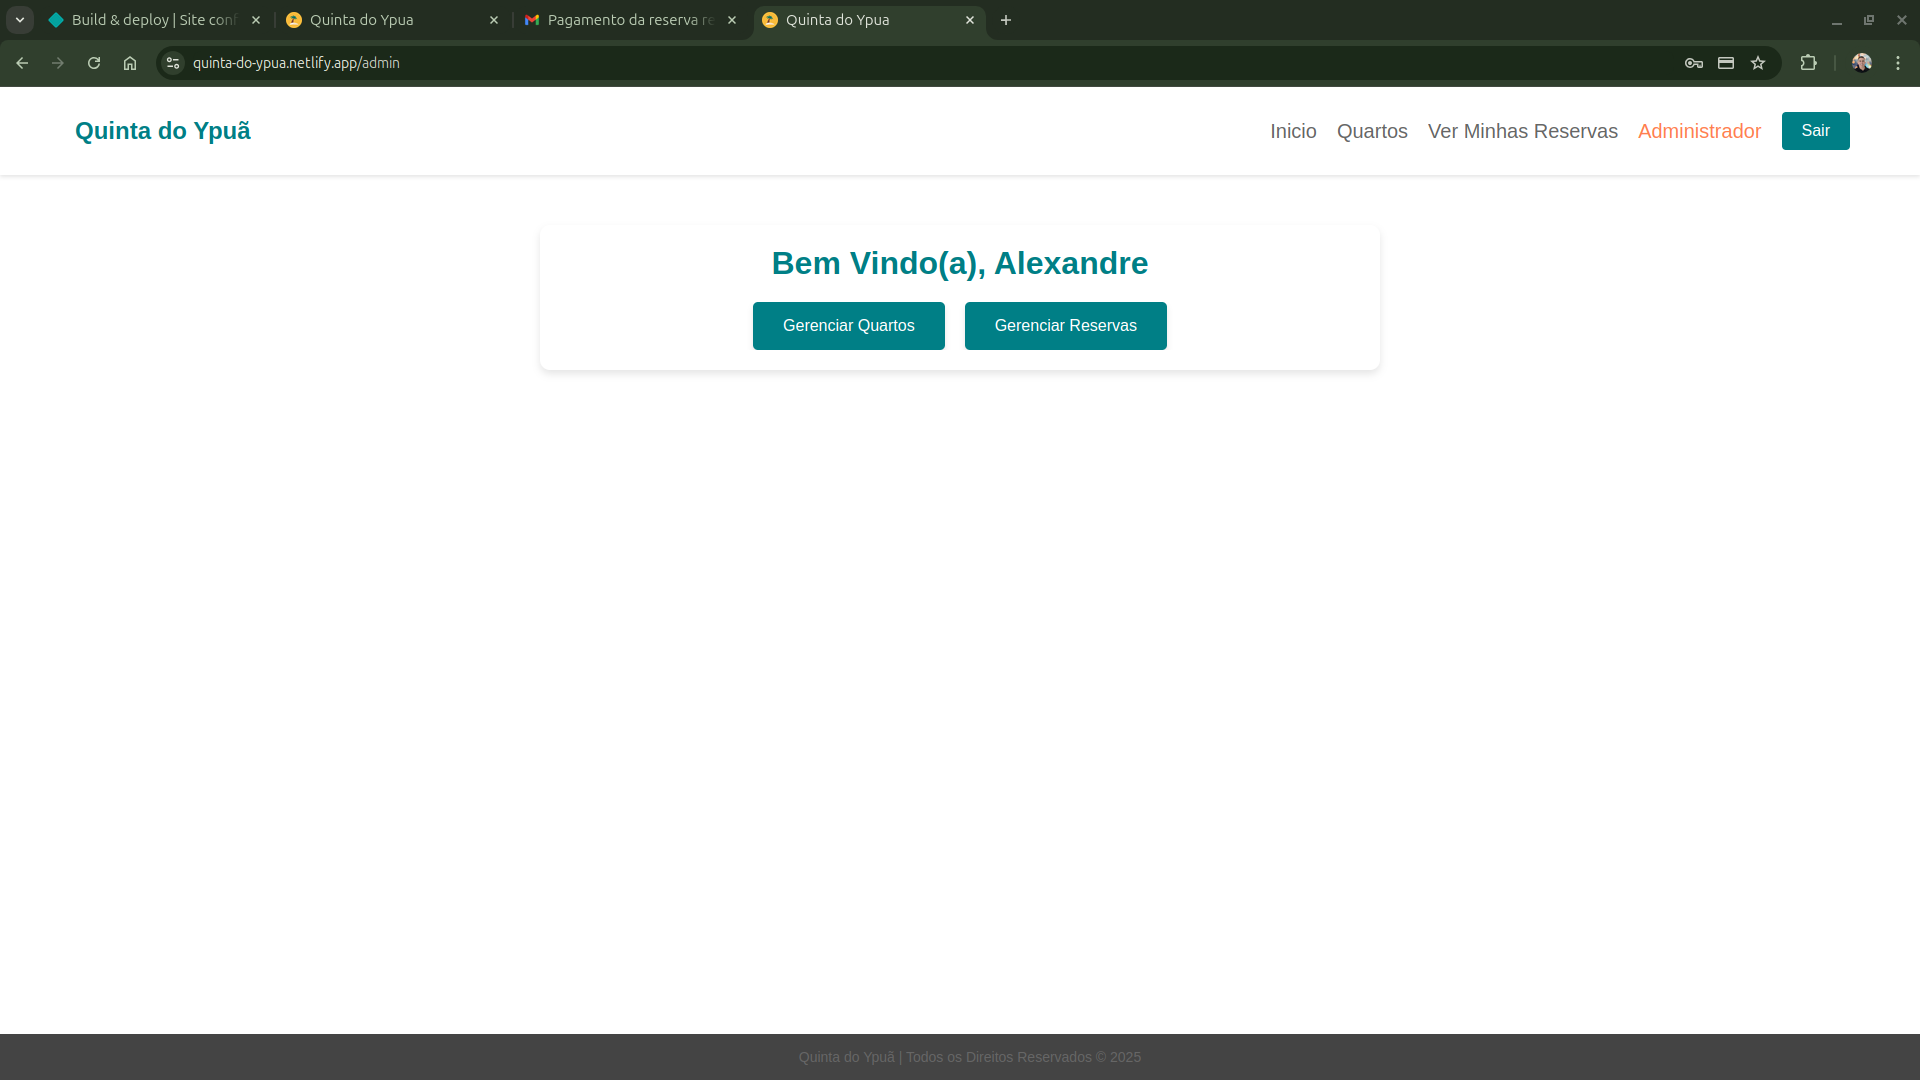 Build & deploy | Site conf
Quinta do Ypua
Pagamento da reserva re
Quinta do Ypua
quinta-do-ypua.netlify.app/admin
Quinta do Ypuã
Inicio
Quartos
Ver Minhas Reservas
Administrador
Sair
Bem Vindo(a), Alexandre
Gerenciar Quartos
Gerenciar Reservas
Quinta do Ypuã | Todos os Direitos Reservados © 2025